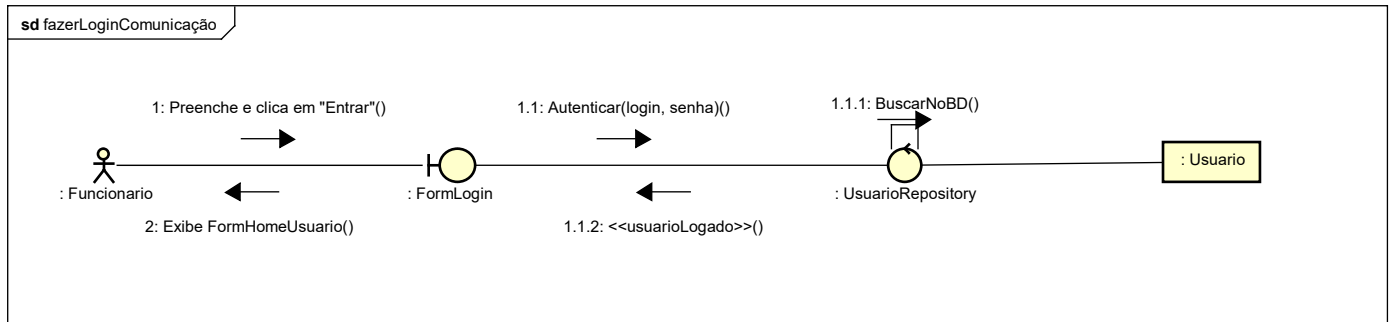 sd fazerLoginComunicação
1: Preenche e clica em "Entrar"()
1.1: Autenticar(login, senha)()
1.1.1: BuscarNoBD()
: Usuario
: Funcionario
: FormLogin
: UsuarioRepository
2: Exibe FormHomeUsuario()
1.1.2: <<usuarioLogado>>()